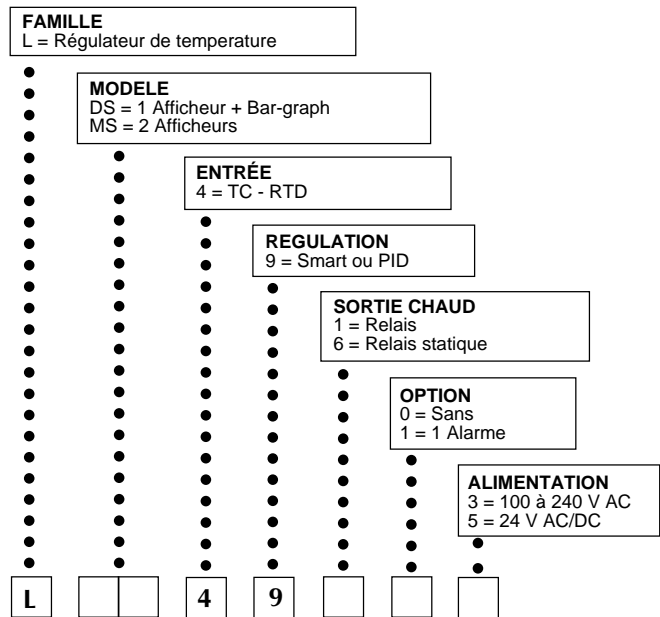 FAMILLE
L = Régulateur de temperature
MODELE
DS = 1 Afficheur + Bar-graph
MS = 2 Afficheurs
ENTRÉE
4 = TC - RTD
REGULATION
9 = Smart ou PID
SORTIE CHAUD
1 = Relais
6 = Relais statique
OPTION
0 = Sans
1 = 1 Alarme
ALIMENTATION
3 = 100 à 240 V AC
5 = 24 V AC/DC
L 4 9